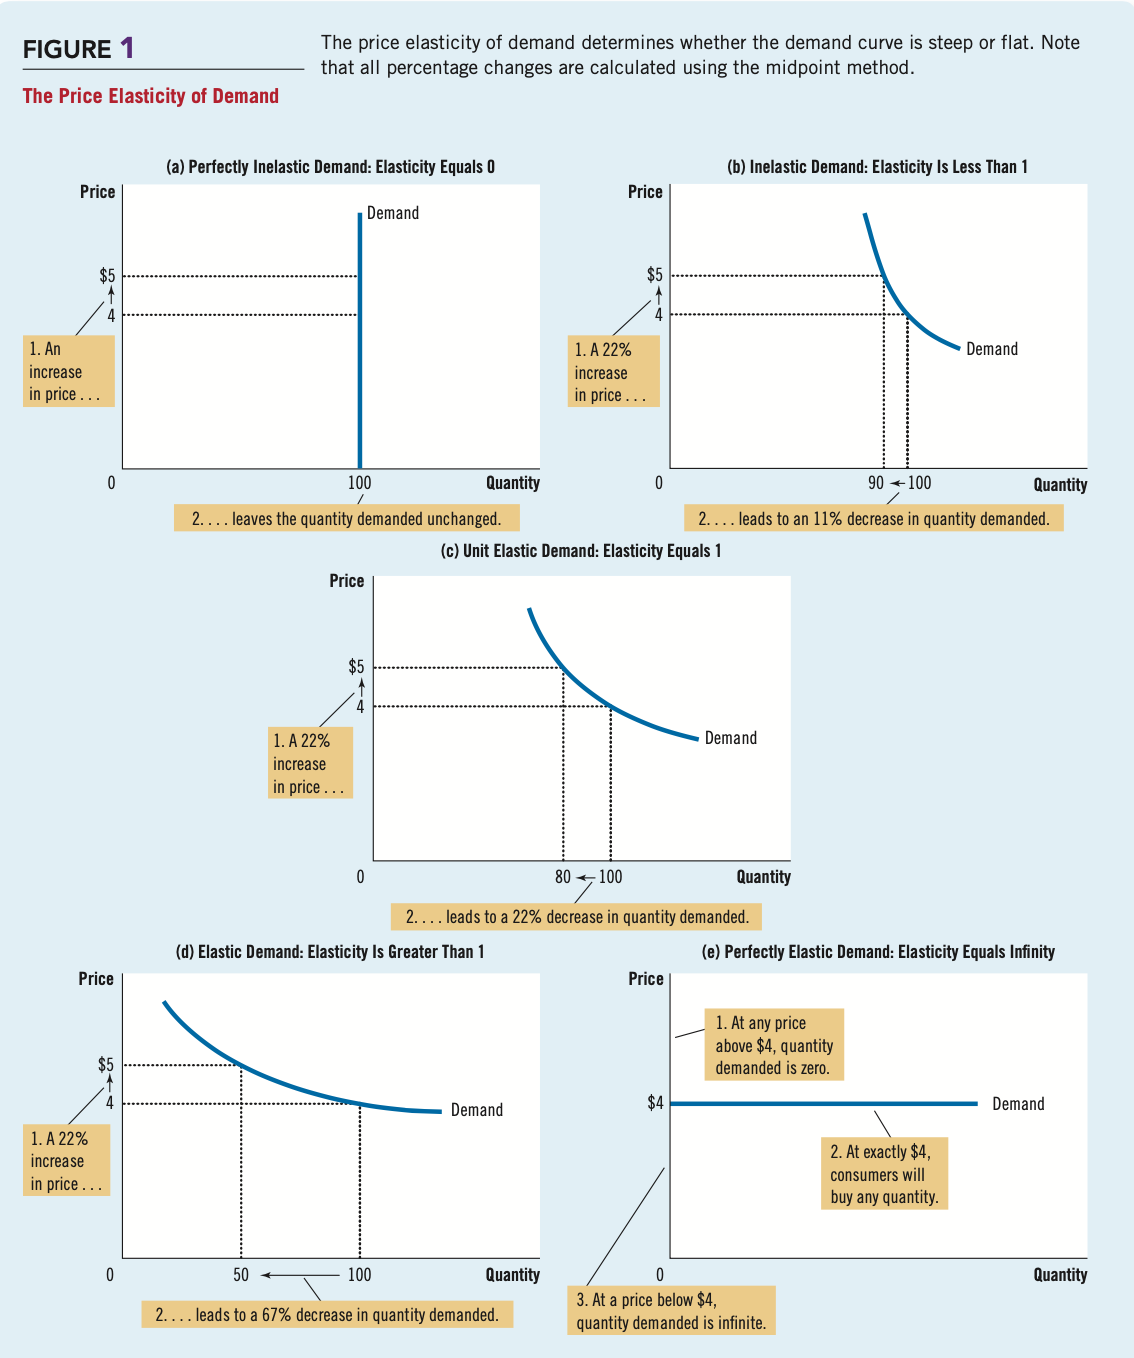 FIGURE 1
The Price Elasticity of Demand
The price elasticity of demand determines whether the demand curve is steep or flat. Note
that all percentage changes are calculated using the midpoint method.
(a) Perfectly Inelastic Demand: Elasticity Equals 0
Price
Demand
$5
4
1. An
increase
in price . . .
0
100
Quantity
2. . . . leaves the quantity demanded unchanged.
(b) Inelastic Demand: Elasticity Is Less Than 1
Price
$5
4
Demand
1. A 22%
increase
in price . . .
0
90
100
Quantity
2. . . . leads to an 11% decrease in quantity demanded.
(c) Unit Elastic Demand: Elasticity Equals 1
Price
$5
4
Demand
1. A 22%
increase
in price . . .
0
80
100
Quantity
2. . . . leads to a 22% decrease in quantity demanded.
(d) Elastic Demand: Elasticity Is Greater Than 1
Price
$5
4
Demand
1. A 22%
increase
in price . . .
0
50
100
Quantity
2. . . . leads to a 67% decrease in quantity demanded.
(e) Perfectly Elastic Demand: Elasticity Equals Infinity
Price
1. At any price
above $4, quantity
demanded is zero.
$4
Demand
2. At exactly $4,
consumers will
buy any quantity.
0
Quantity
3. At a price below $4,
quantity demanded is infinite.